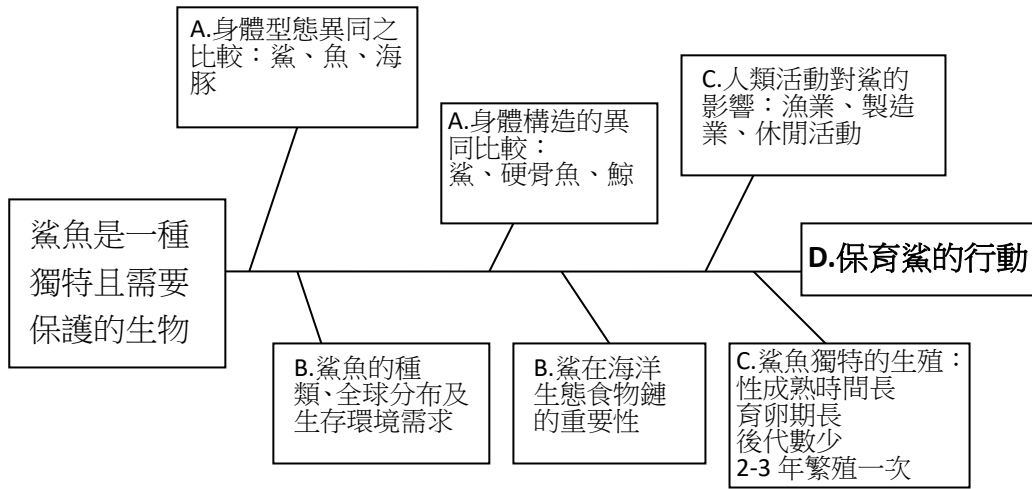 A.身體型態異同之
比較：鯊、魚、海
豚
A.身體構造的異
同比較：
鯊、硬骨魚、鯨
C.人類活動對鯊的
影響：漁業、製造
業、休閒活動
鯊魚是一種
獨特且需要
保護的生物
D.保育鯊的行動
B.鯊魚的種
類、全球分布及
生存環境需求
B.鯊在海洋
生態食物鏈
的重要性
C.鯊魚獨特的生殖：
性成熟時間長
育卵期長
後代數少
2-3 年繁殖一次